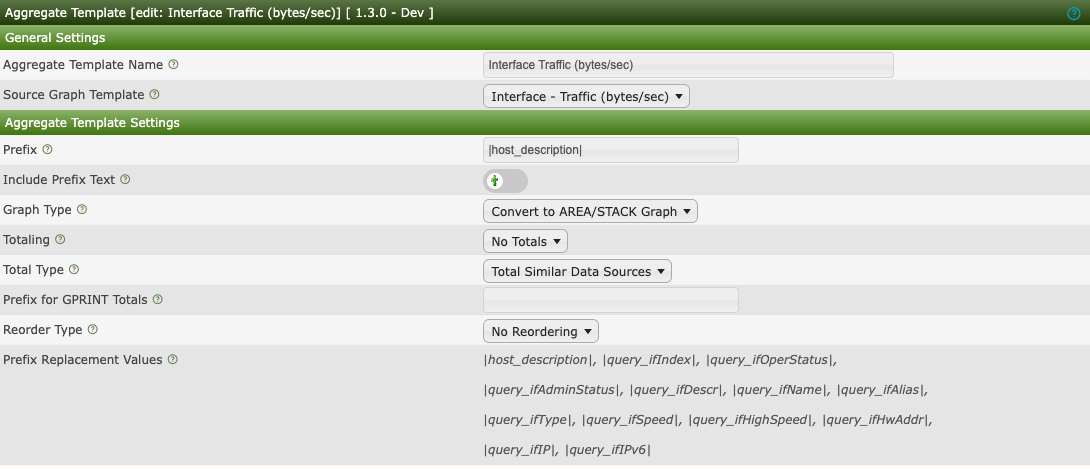 Aggregate Template [edit: Interface Traffic (bytes/sec)] [ 1.3.0 - Dev ]
General Settings
Aggregate Template Name Interface Traffic (bytes/sec)
Source Graph Template Interface - Traffic (bytes/sec)
Aggregate Template Settings
Prefix |host_description|
Include Prefix Text
Graph Type Convert to AREA/STACK Graph
Totaling No Totals
Total Type Total Similar Data Sources
Prefix for GPRINT Totals
Reorder Type No Reordering
Prefix Replacement Values |host_description|, |query_ifIndex|, |query_ifOperStatus|,
|query_ifAdminStatus|, |query_ifDescr|, |query_ifName|, |query_ifAlias|,
|query_ifType|, |query_ifSpeed|, |query_ifHighSpeed|, |query_ifHwAddr|,
|query_ifIP|, |query_ifIPv6|